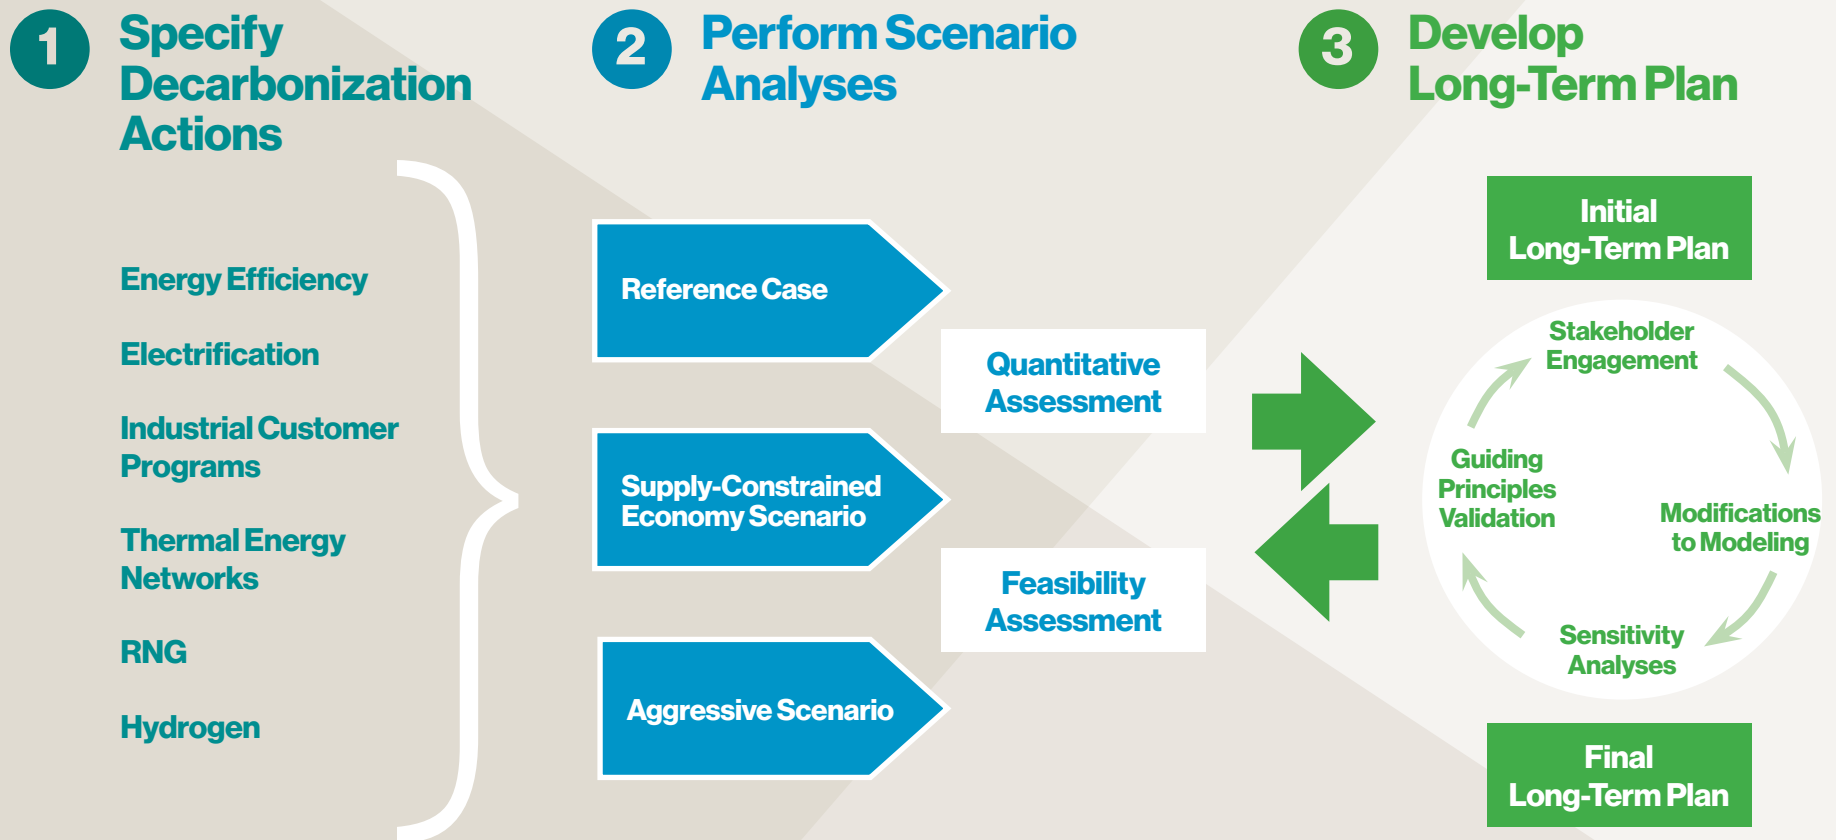 1
Specify
Decarbonization
Actions
Energy Efficiency
Electrification
Industrial Customer
Programs
Thermal Energy
Networks
RNG
Hydrogen
2
Perform Scenario
Analyses
Reference Case
Supply-Constrained
Economy Scenario
Aggressive Scenario
Quantitative
Assessment
Feasibility
Assessment
3
Develop
Long-Term Plan
Initial
Long-Term Plan
Stakeholder
Engagement
Modifications
to Modeling
Sensitivity
Analyses
Guiding
Principles
Validation
Final
Long-Term Plan